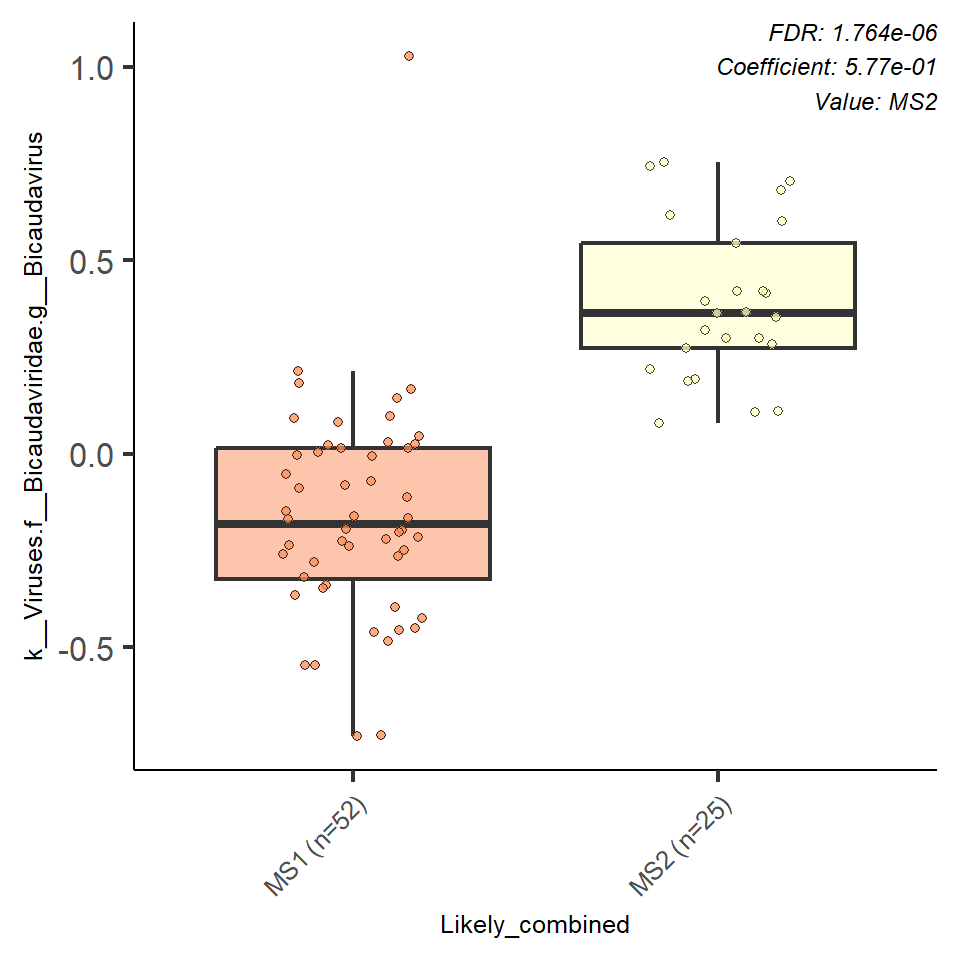 FDR: 1.764e-06
Coefficient: 5.77e-01
Value: MS2
k__Viruses.f__Bicaudaviridae.g__Bicaudavirus
1.0
0.5
0.0
-0.5
MS1 (n=52)
MS2 (n=25)
Likely_combined